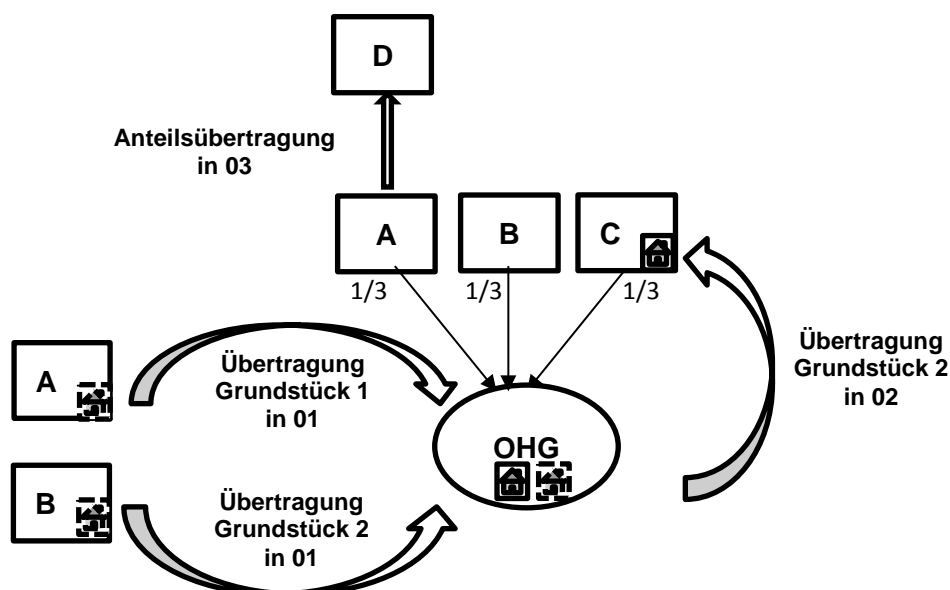 D
Anteilsübertragung
in 03
A
B
C
1/3
1/3
1/3
A
Übertragung
Grundstück 1
in 01
Übertragung
Grundstück 2
in 02
OHG
B
Übertragung
Grundstück 2
in 01